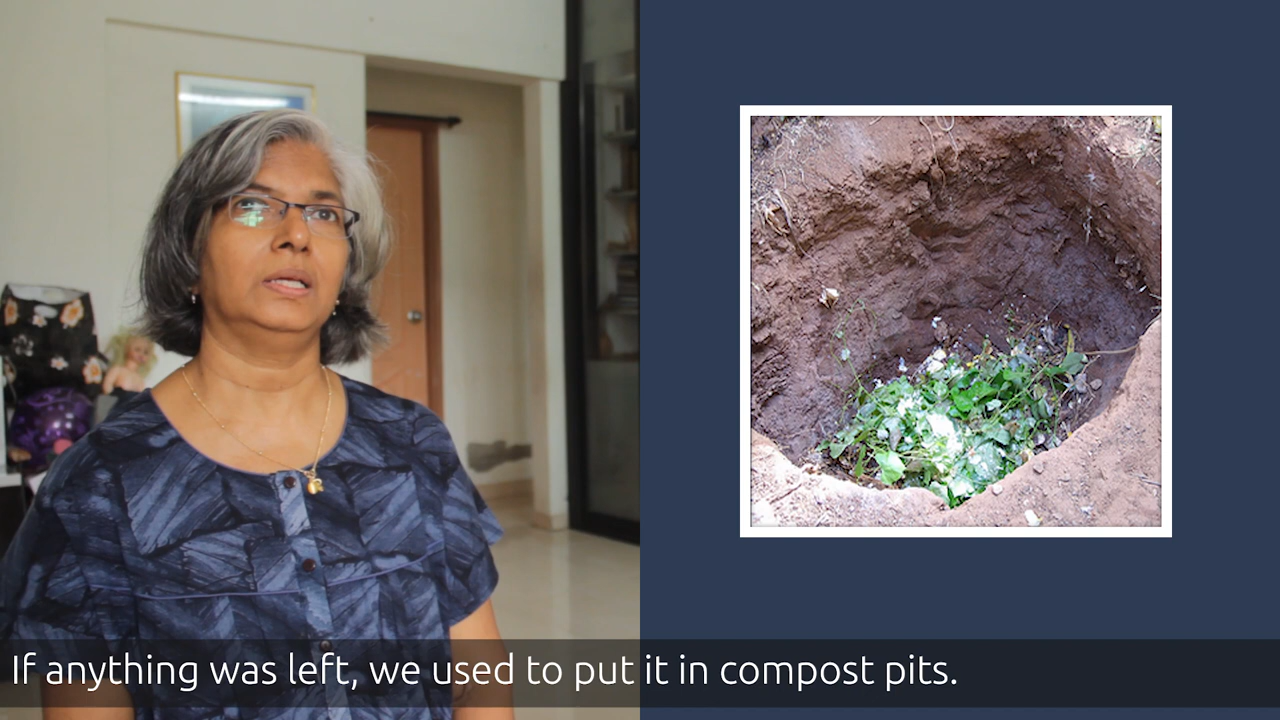 If anything was left, we used to put it in compost pits.